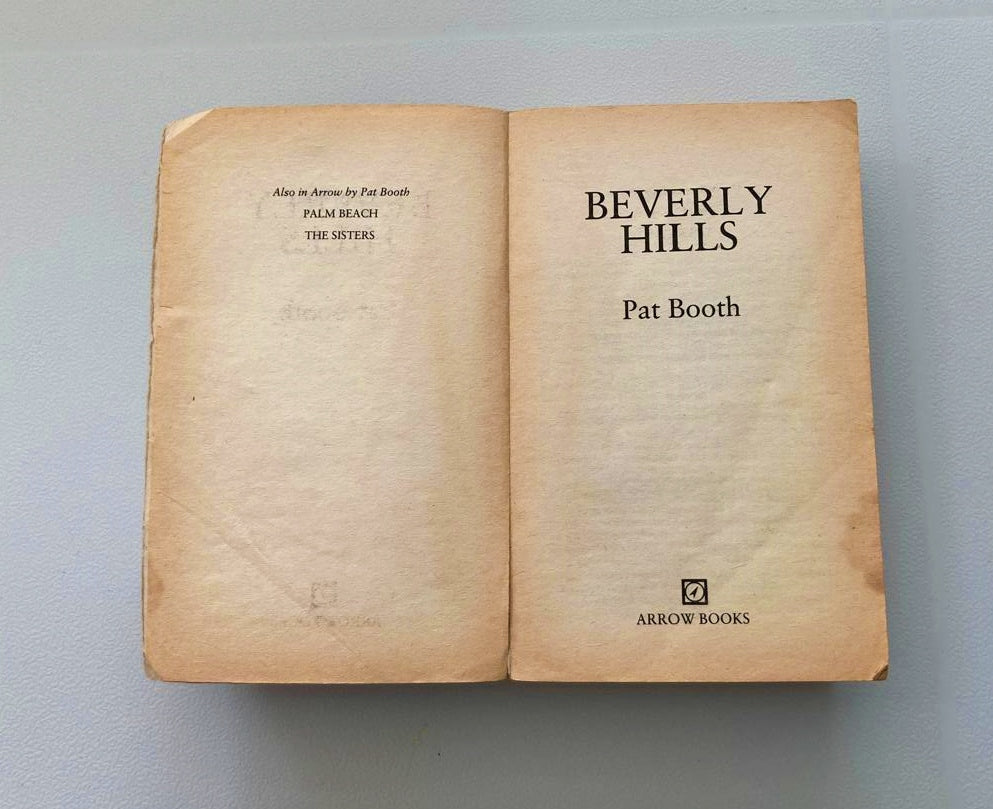 Also in Arrow by Pat Booth
PALM BEACH
THE SISTERS
BEVERLY
HILLS
Pat Booth
ARROW BOOKS